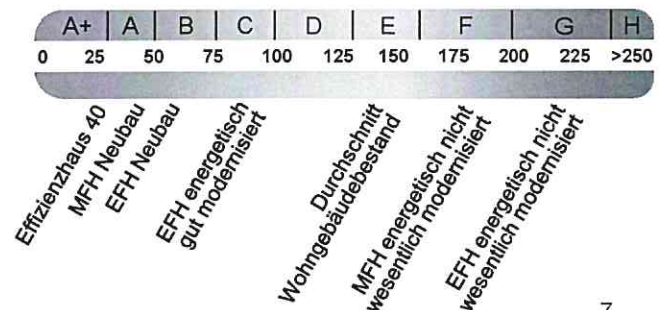 A+ A B C D E F G H
0 25 50 75 100 125 150 175 200 225 >250
Effizienzhaus 40
MFH Neubau
EFH Neubau
EFH energetisch
gut modernisiert
Durchschnitt
Wohngebäudebestand
MFH energetisch nicht
wesentlich modernisiert
EFH energetisch nicht
wesentlich modernisiert
7